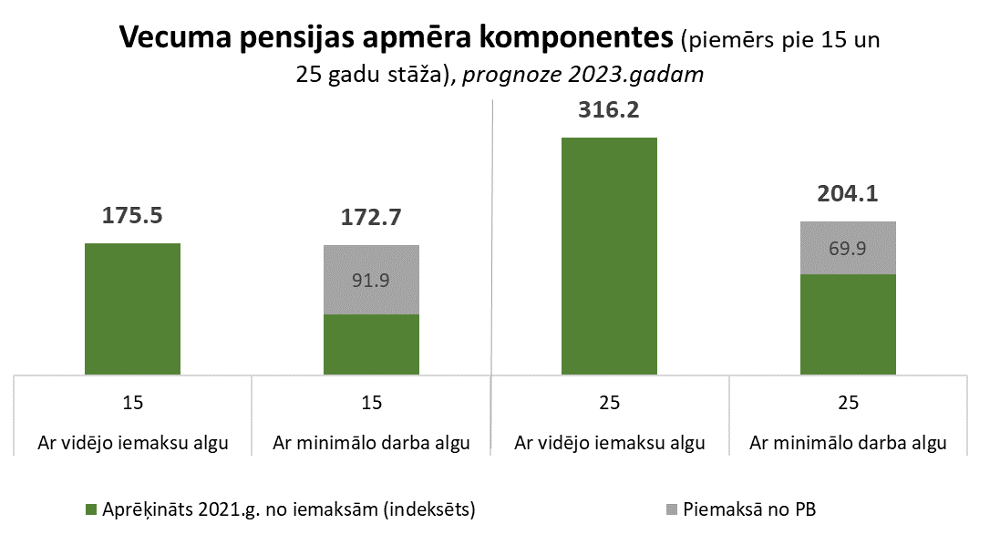 Vecuma pensijas apmēra komponentes (piemērs pie 15 un
25 gadu stāža), prognoze 2023.gadam
316.2
204.1
175.5
172.7
91.9
69.9
15
15
25
25
Ar vidējo iemaksu algu
Ar minimālo darba algu
Ar vidējo iemaksu algu
Ar minimālo darba algu
Aprēķināts 2021.g. no iemaksām (indeksēts)
Piemaksā no PB